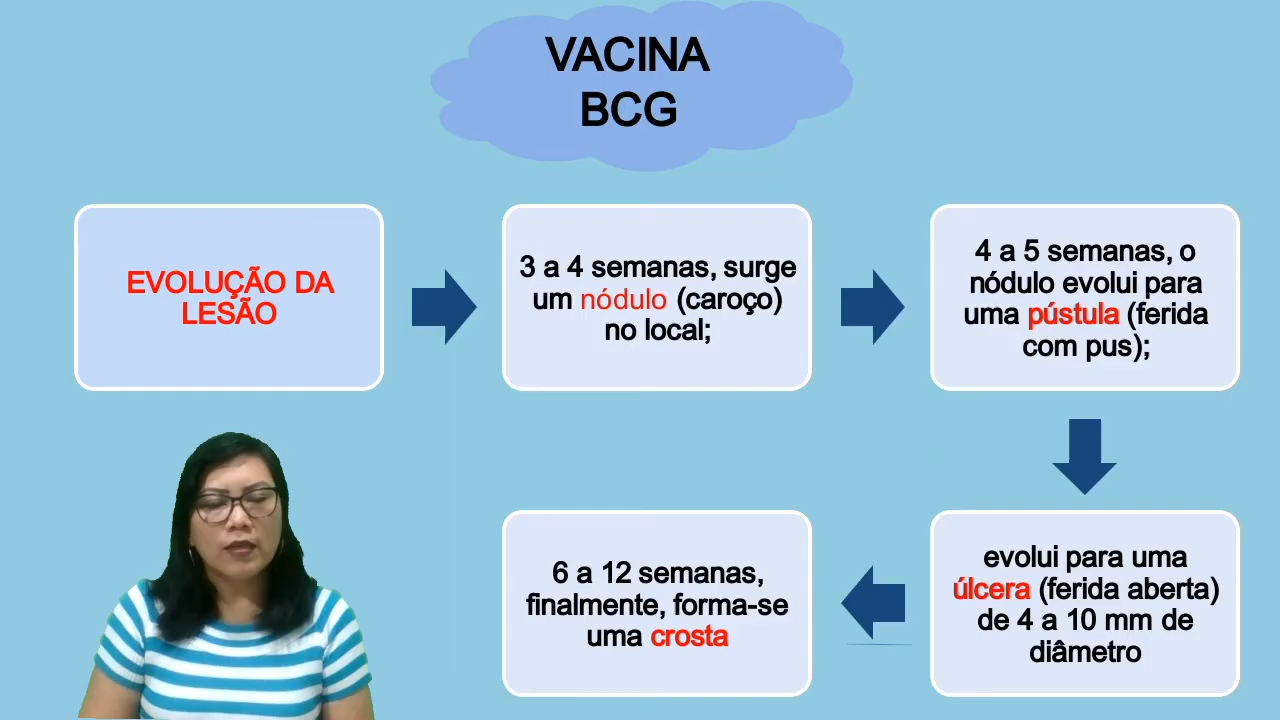 VACINA
BCG
EVOLUÇÃO DA
LESÃO
3 a 4 semanas, surge
um nódulo (caroço)
no local;
4 a 5 semanas, o
nódulo evolui para
uma pústula (ferida
com pus);
evolui para uma
úlcera (ferida aberta)
de 4 a 10 mm de
diâmetro
6 a 12 semanas,
finalmente, forma-se
uma crosta